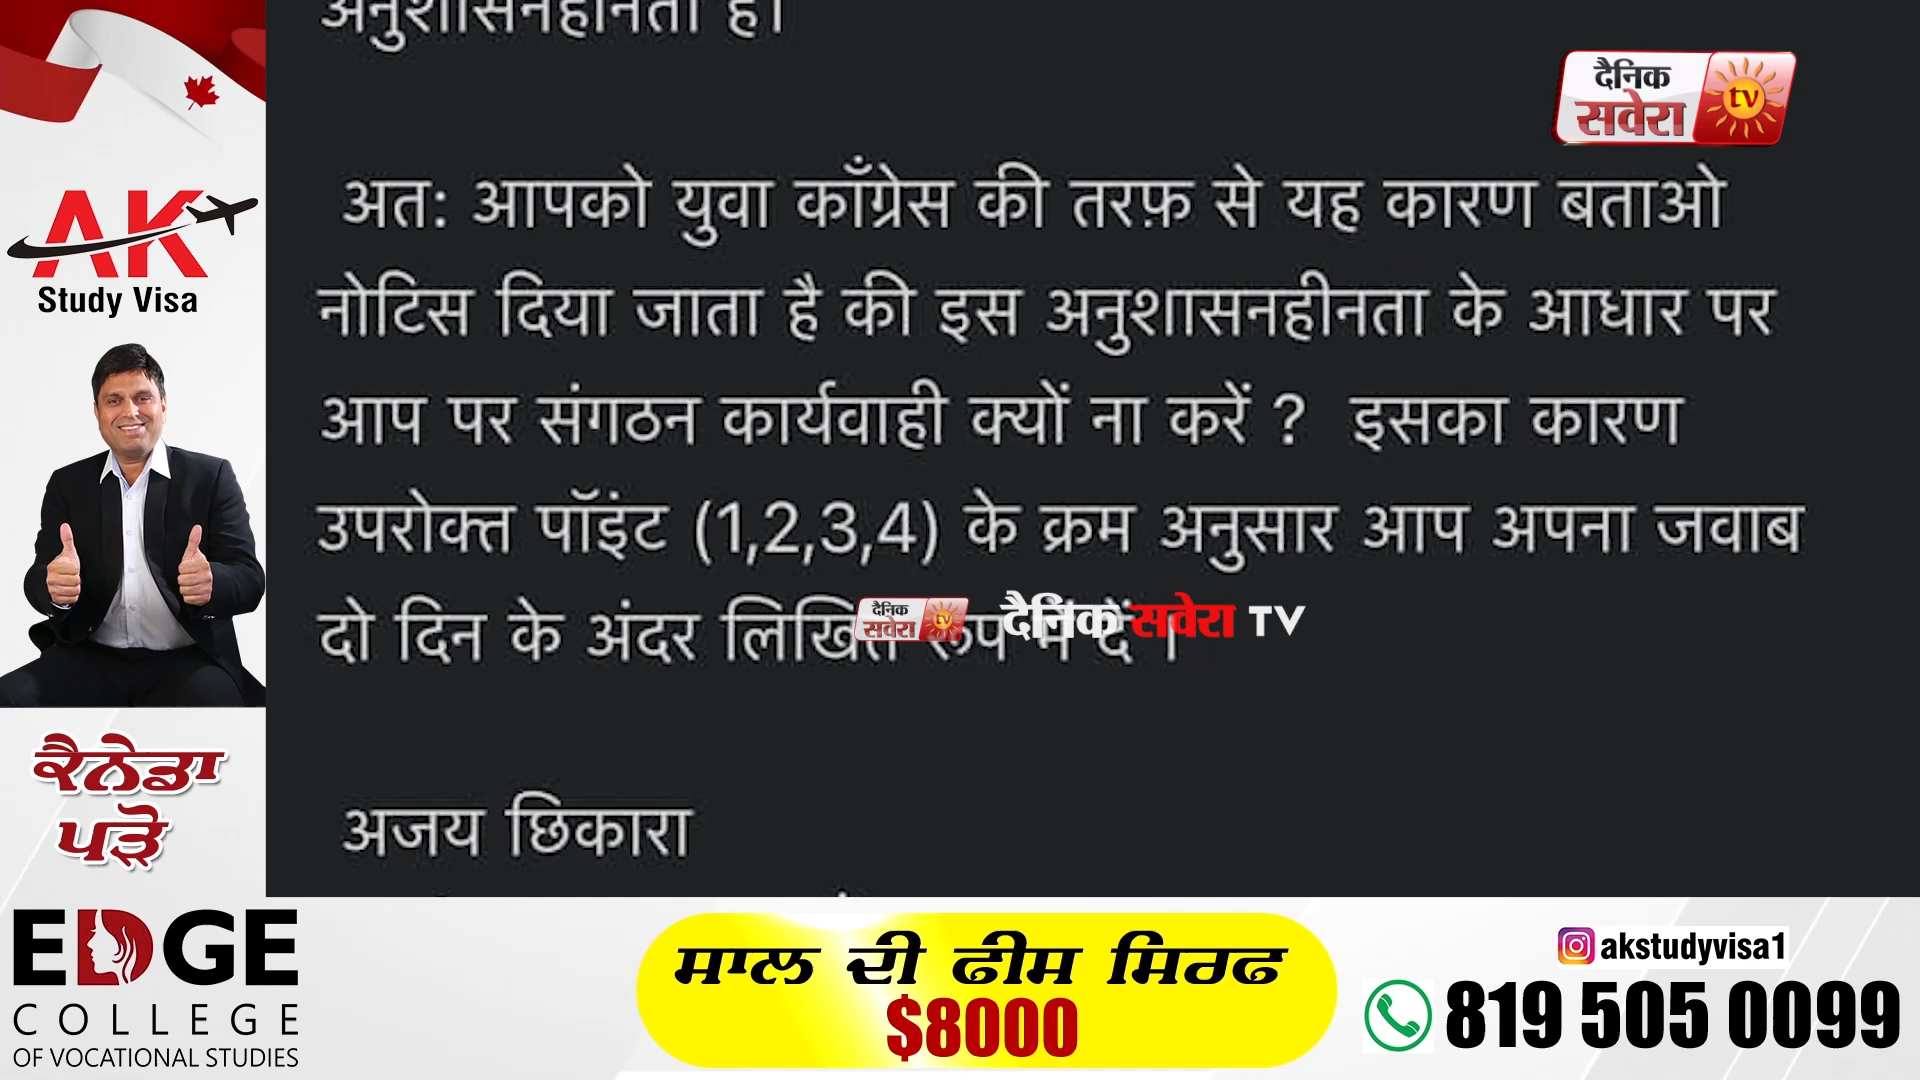 अनुशासनहीनता है।
दैनिक
सवेरा
tv
अत: आपको युवा काँग्रेस की तरफ़ से यह कारण बताओ
नोटिस दिया जाता है की इस अनुशासनहीनता के आधार पर
आप पर संगठन कार्यवाही क्यों ना करें ? इसका कारण
उपरोक्त पॉइंट (1,2,3,4) के क्रम अनुसार आप अपना जवाब
दो दिन के अंदर लिखित रूप में दें ।
दैनिक
सवेरा
tv
दैनिक सवेरा TV
अजय छिकारा
AK
Study Visa
ਕੈਨੇਡਾ
ਪੜੋ
EDGE
COLLEGE
OF VOCATIONAL STUDIES
ਸਾਲ ਦੀ ਫੀਸ ਸਿਰਫ
$8000
akstudyvisa1
819 505 0099